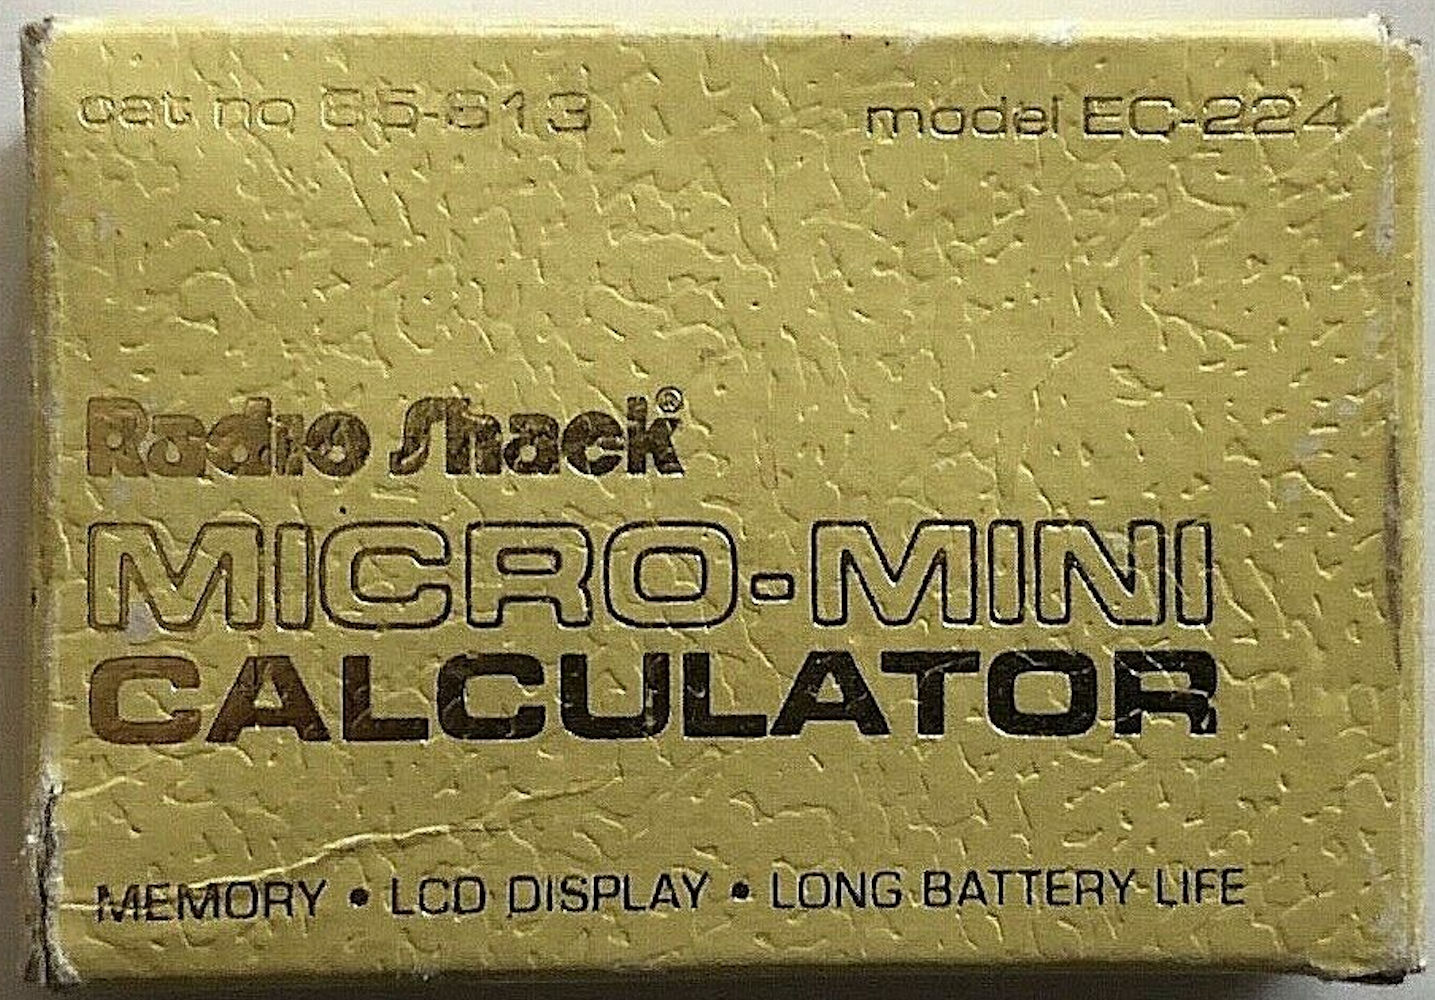 cat no 65-613 model EC-224
Radio Shack®
MICRO-MINI
CALCULATOR
MEMORY • LCD DISPLAY • LONG BATTERY LIFE